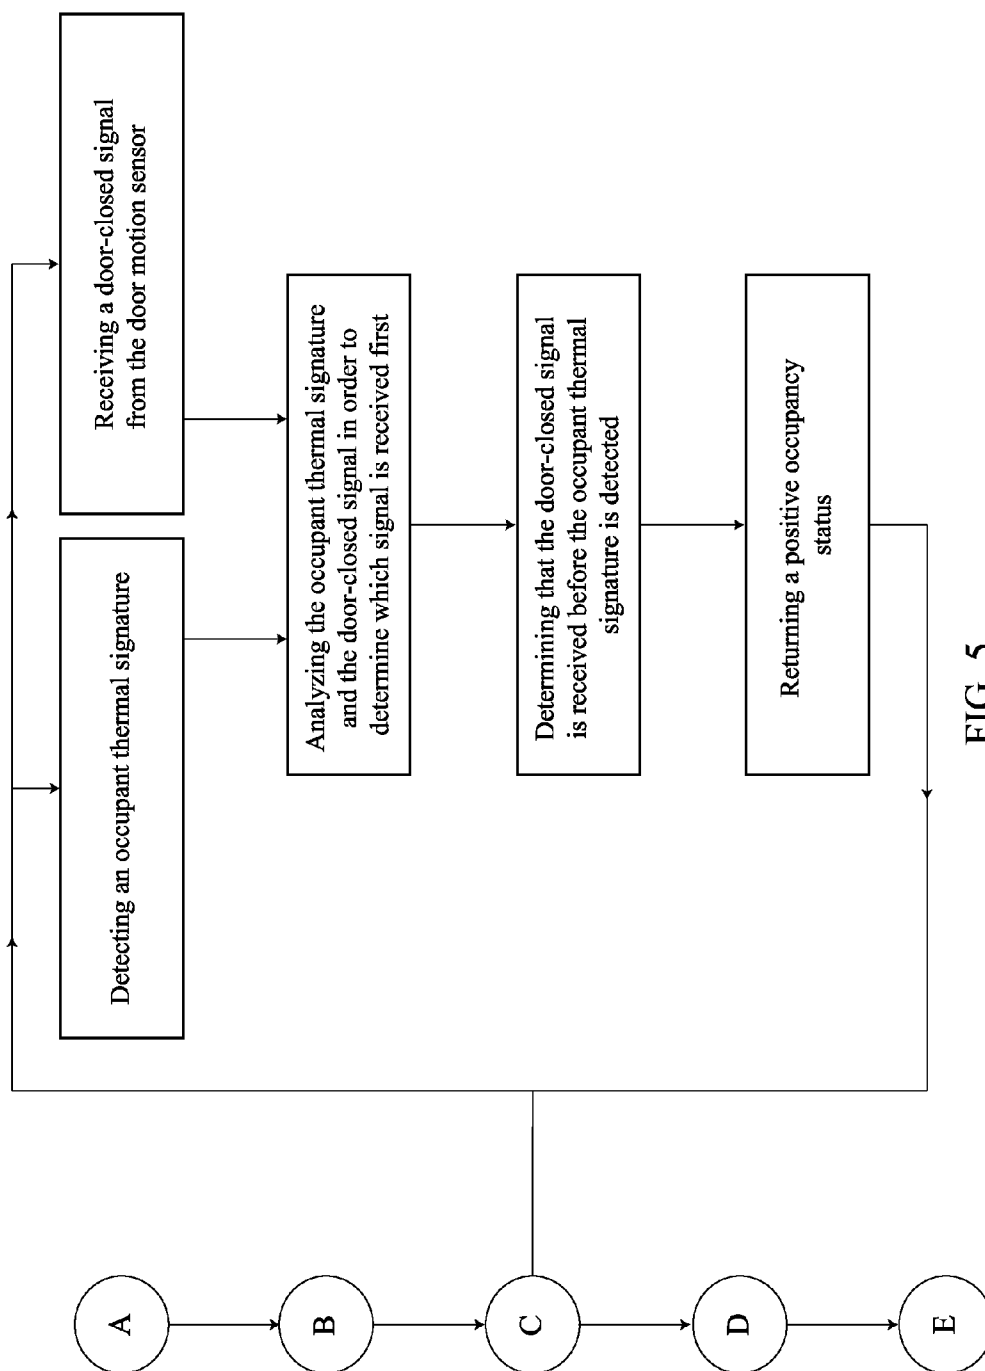 A
B
C
D
E
Detecting an occupant thermal signature
Receiving a door-closed signal
from the door motion sensor
Analyzing the occupant thermal signature
and the door-closed signal in order to
determine which signal is received first
Determining that the door-closed signal
is received before the occupant thermal
signature is detected
Returning a positive occupancy
status
FIG. 5